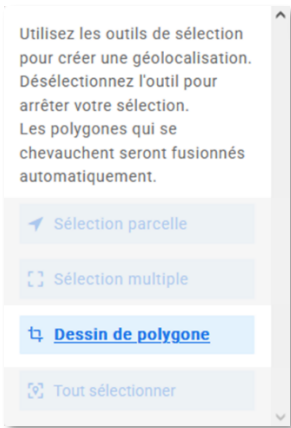 Utilisez les outils de sélection
pour créer une géolocalisation.
Désélectionnez l'outil pour
arrêter votre sélection.
Les polygones qui se
chevauchent seront fusionnés
automatiquement.
Sélection parcelle
Sélection multiple
Dessin de polygone
Tout sélectionner